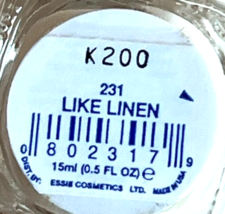 K200
231
LIKE LINEN
0 802317 9
15ml (0.5 FL OZ) e
DIST. BY: ESSIE COSMETICS LTD. MADE IN USA